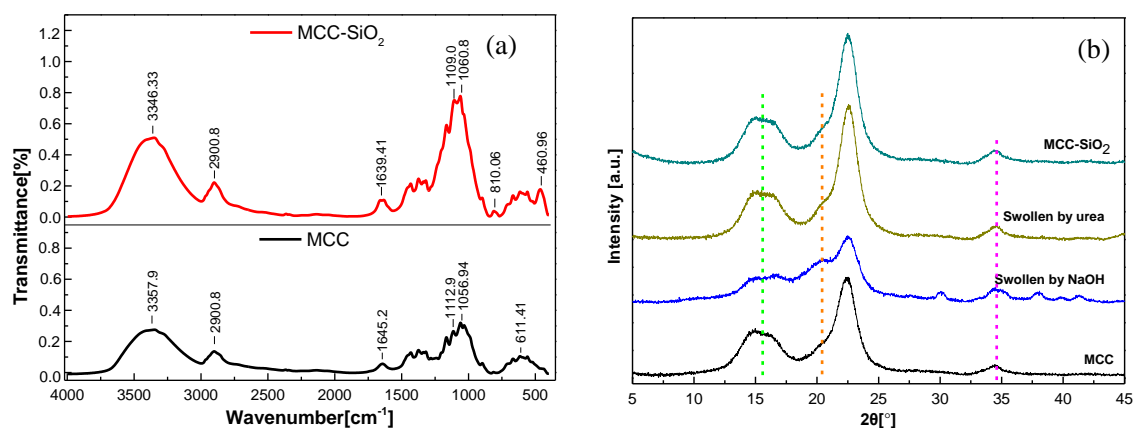 (a)
MCC-SiO2
1.2
1.0
0.8
0.6
0.4
0.2
0.0
3346.33
2900.8
1639.41
1109.0
1060.8
810.06
460.96
MCC
0.8
0.6
0.4
0.2
0.0
3357.9
2900.8
1645.2
1112.9
1056.94
611.41
4000 3500 3000 2500 2000 1500 1000 500
Wavenumber[cm-1]
Transmittance[%]
(b)
MCC-SiO2
Swollen by urea
Swollen by NaOH
MCC
5 10 15 20 25 30 35 40 45
2θ[°]
Intensity [a.u.]